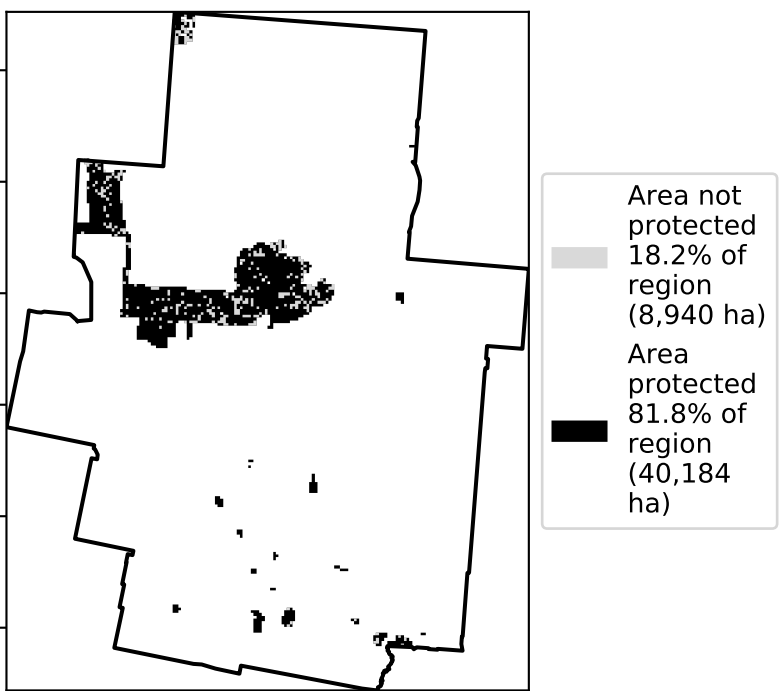 Area not
protected
18.2% of
region
(8,940 ha)
Area
protected
81.8% of
region
(40,184
ha)